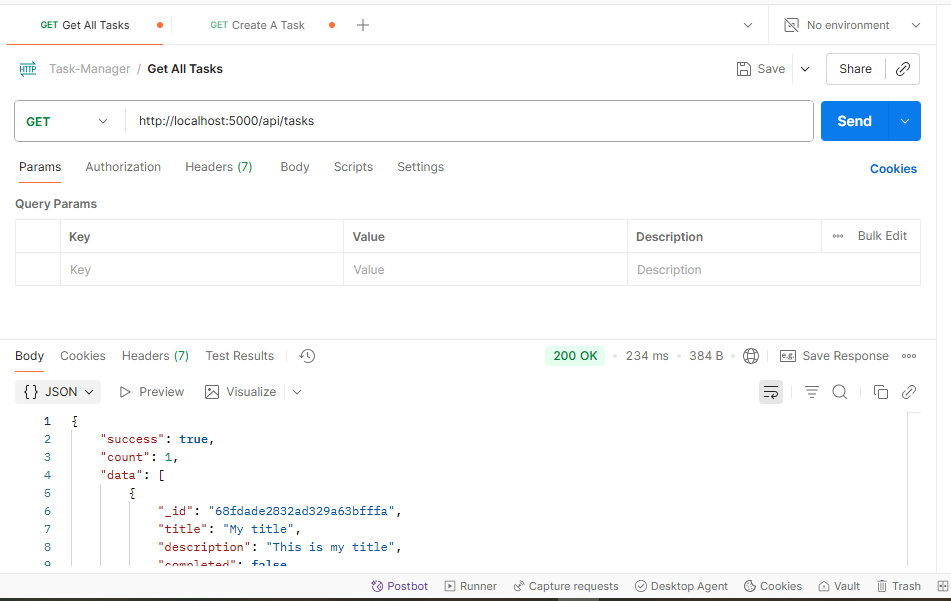 GET Get All Tasks GET Create A Task No environment
HTTP Task-Manager / Get All Tasks Save Share
GET http://localhost:5000/api/tasks Send
Params Authorization Headers (7) Body Scripts Settings Cookies
Query Params
Key Value Description Bulk Edit
Key Value Description
Body Cookies Headers (7) Test Results 200 OK 234 ms 384 B e.g. Save Response
{} JSON Preview Visualize
1 {
2 "success": true,
3 "count": 1,
4 "data": [
5 {
6 "_id": "68fdade2832ad329a63bfffa",
7 "title": "My title",
8 "description": "This is my title",
9 "completed": false
Postbot Runner Capture requests Desktop Agent Cookies Vault Trash